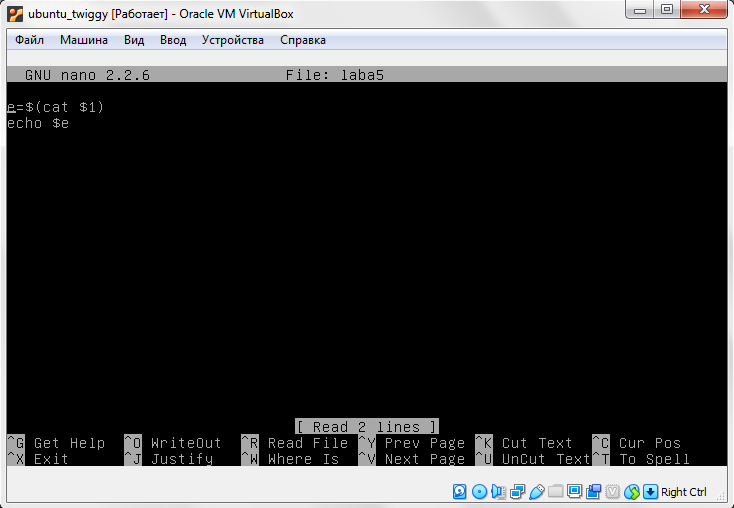 ubuntu_twiggy [Работает] - Oracle VM VirtualBox
Файл Машина Вид Ввод Устройства Справка
GNU nano 2.2.6 File: laba5
e=$(cat $1)
echo $e
[ Read 2 lines ]
^G Get Help ^O WriteOut ^R Read File ^Y Prev Page ^K Cut Text ^C Cur Pos
^X Exit ^J Justify ^W Where Is ^V Next Page ^U UnCut Text ^T To Spell
Right Ctrl